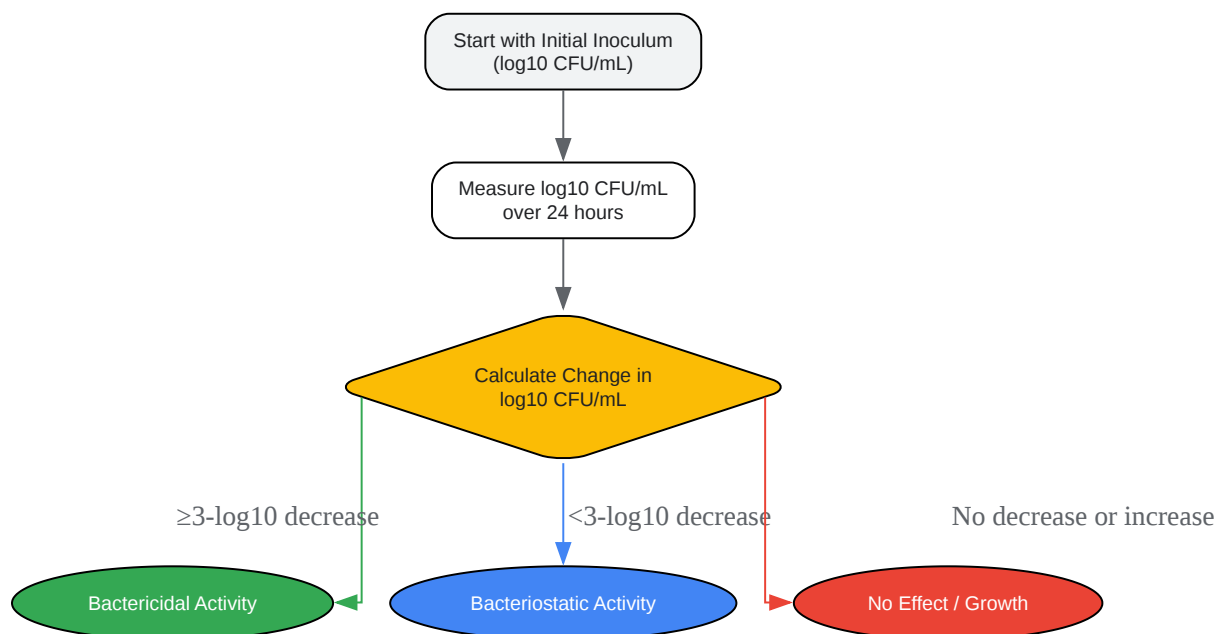 Start with Initial Inoculum
(log10 CFU/mL)
Measure log10 CFU/mL
over 24 hours
Calculate Change in
log10 CFU/mL
≥3-log10 decrease
<3-log10 decrease
No decrease or increase
Bactericidal Activity
Bacteriostatic Activity
No Effect / Growth